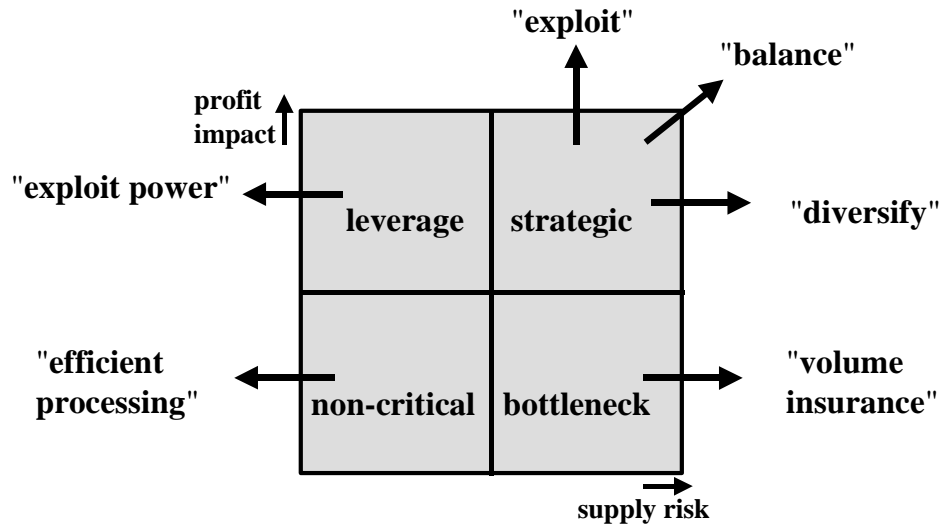 "exploit"
"balance"
profit
impact
"exploit power"
leverage
strategic
"diversify"
"efficient
processing"
non-critical
bottleneck
"volume
insurance"
supply risk